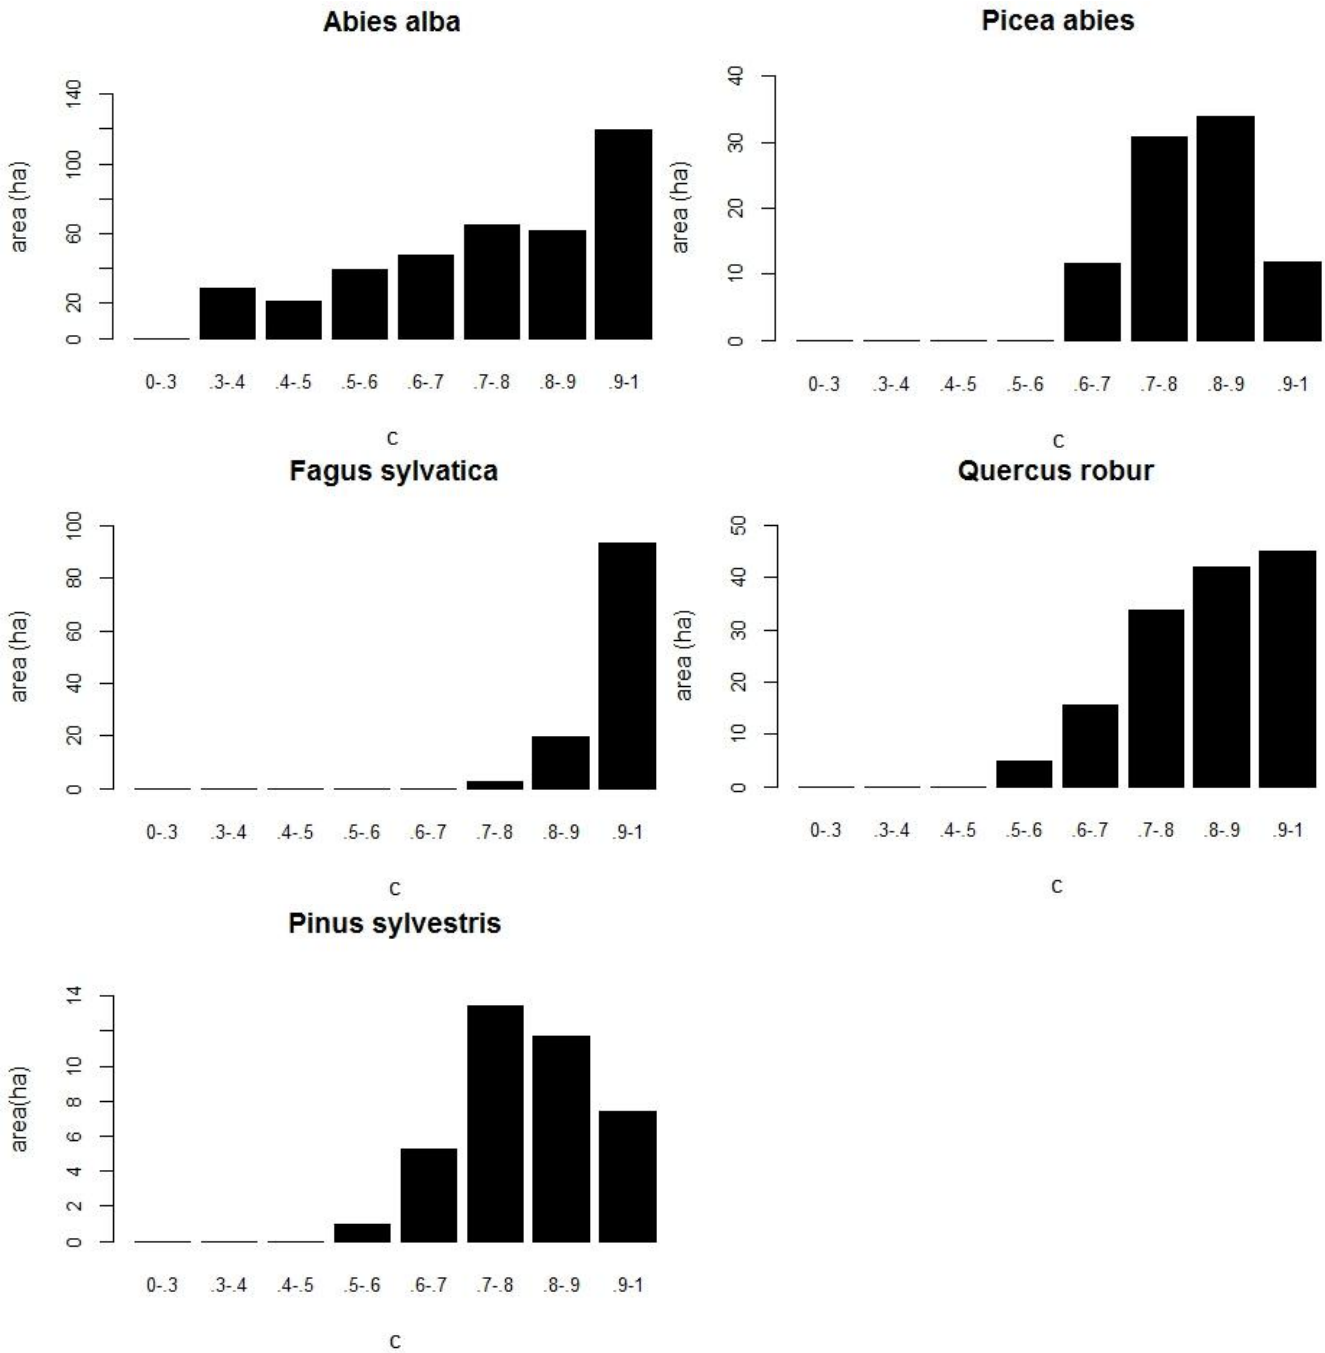 Abies alba
area (ha)
0 20 60 100 140
0-.3 .3-.4 .4-.5 .5-.6 .6-.7 .7-.8 .8-.9 .9-1
c
Picea abies
area (ha)
0 10 20 30 40
0-.3 .3-.4 .4-.5 .5-.6 .6-.7 .7-.8 .8-.9 .9-1
c
Fagus sylvatica
area (ha)
0 20 40 60 80 100
0-.3 .3-.4 .4-.5 .5-.6 .6-.7 .7-.8 .8-.9 .9-1
c
Quercus robur
area (ha)
0 10 20 30 40 50
0-.3 .3-.4 .4-.5 .5-.6 .6-.7 .7-.8 .8-.9 .9-1
c
Pinus sylvestris
area(ha)
0 2 4 6 8 10 14
0-.3 .3-.4 .4-.5 .5-.6 .6-.7 .7-.8 .8-.9 .9-1
c